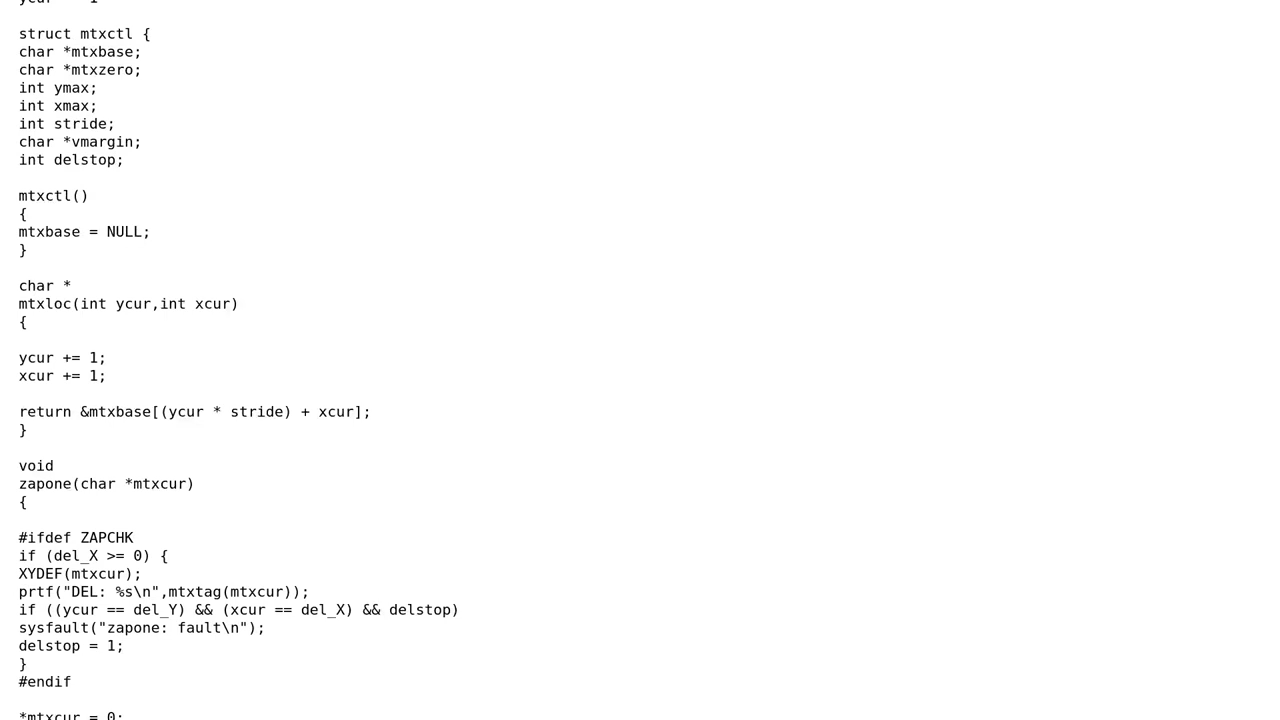 struct mtxctl {
char *mtxbase;
char *mtxzero;
int ymax;
int xmax;
int stride;
char *vmargin;
int delstop;
mtxctl()
{
mtxbase = NULL;
}
char *
mtxloc(int ycur,int xcur)
{
ycur += 1;
xcur += 1;
return &mtxbase[(ycur * stride) + xcur];
}
void
zapone(char *mtxcur)
{
#ifdef ZAPCHK
if (del_X >= 0) {
XYDEF(mtxcur);
prtf("DEL: %s\n",mtxtag(mtxcur));
if ((ycur == del_Y) && (xcur == del_X) && delstop)
sysfault("zapone: fault\n");
delstop = 1;
}
#endif
*mtxcur = 0;